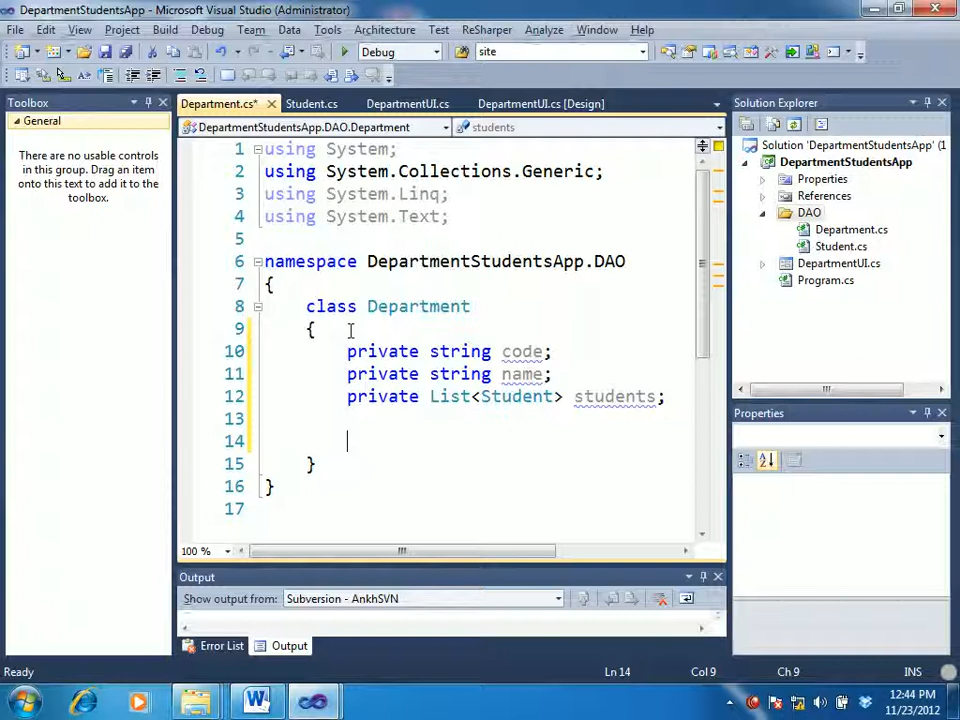 DepartmentStudentsApp - Microsoft Visual Studio (Administrator)
File Edit View Project Build Debug Team Data Tools Architecture Test ReSharper Analyze Window Help
Debug site
Toolbox
General
There are no usable controls
in this group. Drag an item
onto this text to add it to the
toolbox.
Department.cs* Student.cs DepartmentUI.cs DepartmentUI.cs [Design]
DepartmentStudentsApp.DAO.Department students
1 using System;
2 using System.Collections.Generic;
3 using System.Linq;
4 using System.Text;
5
6 namespace DepartmentStudentsApp.DAO
7 {
8 class Department
9 {
10 private string code;
11 private string name;
12 private List<Student> students;
13
14
15 }
16 }
17
100 %
Output
Show output from: Subversion - AnkhSVN
Error List Output
Solution Explorer
Solution 'DepartmentStudentsApp' (1
DepartmentStudentsApp
Properties
References
DAO
Department.cs
Student.cs
DepartmentUI.cs
Program.cs
Properties
Ready Ln 14 Col 9 Ch 9 INS
12:44 PM
11/23/2012